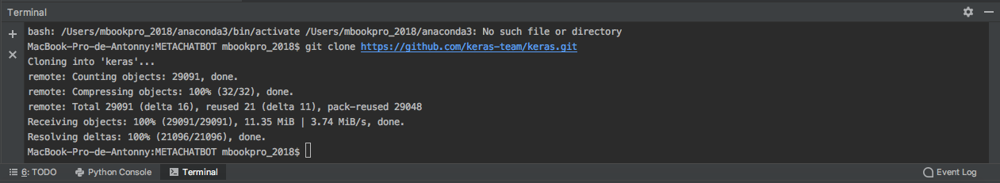 Terminal
bash: /Users/mbookpro_2018/anaconda3/bin/activate /Users/mbookpro_2018/anaconda3: No such file or directory
MacBook-Pro-de-Antonny:METACHATBOT mbookpro_2018$ git clone https://github.com/keras-team/keras.git
Cloning into 'keras'...
remote: Counting objects: 29091, done.
remote: Compressing objects: 100% (32/32), done.
remote: Total 29091 (delta 16), reused 21 (delta 11), pack-reused 29048
Receiving objects: 100% (29091/29091), 11.35 MiB | 3.74 MiB/s, done.
Resolving deltas: 100% (21096/21096), done.
MacBook-Pro-de-Antonny:METACHATBOT mbookpro_2018$
6: TODO Python Console Terminal Event Log